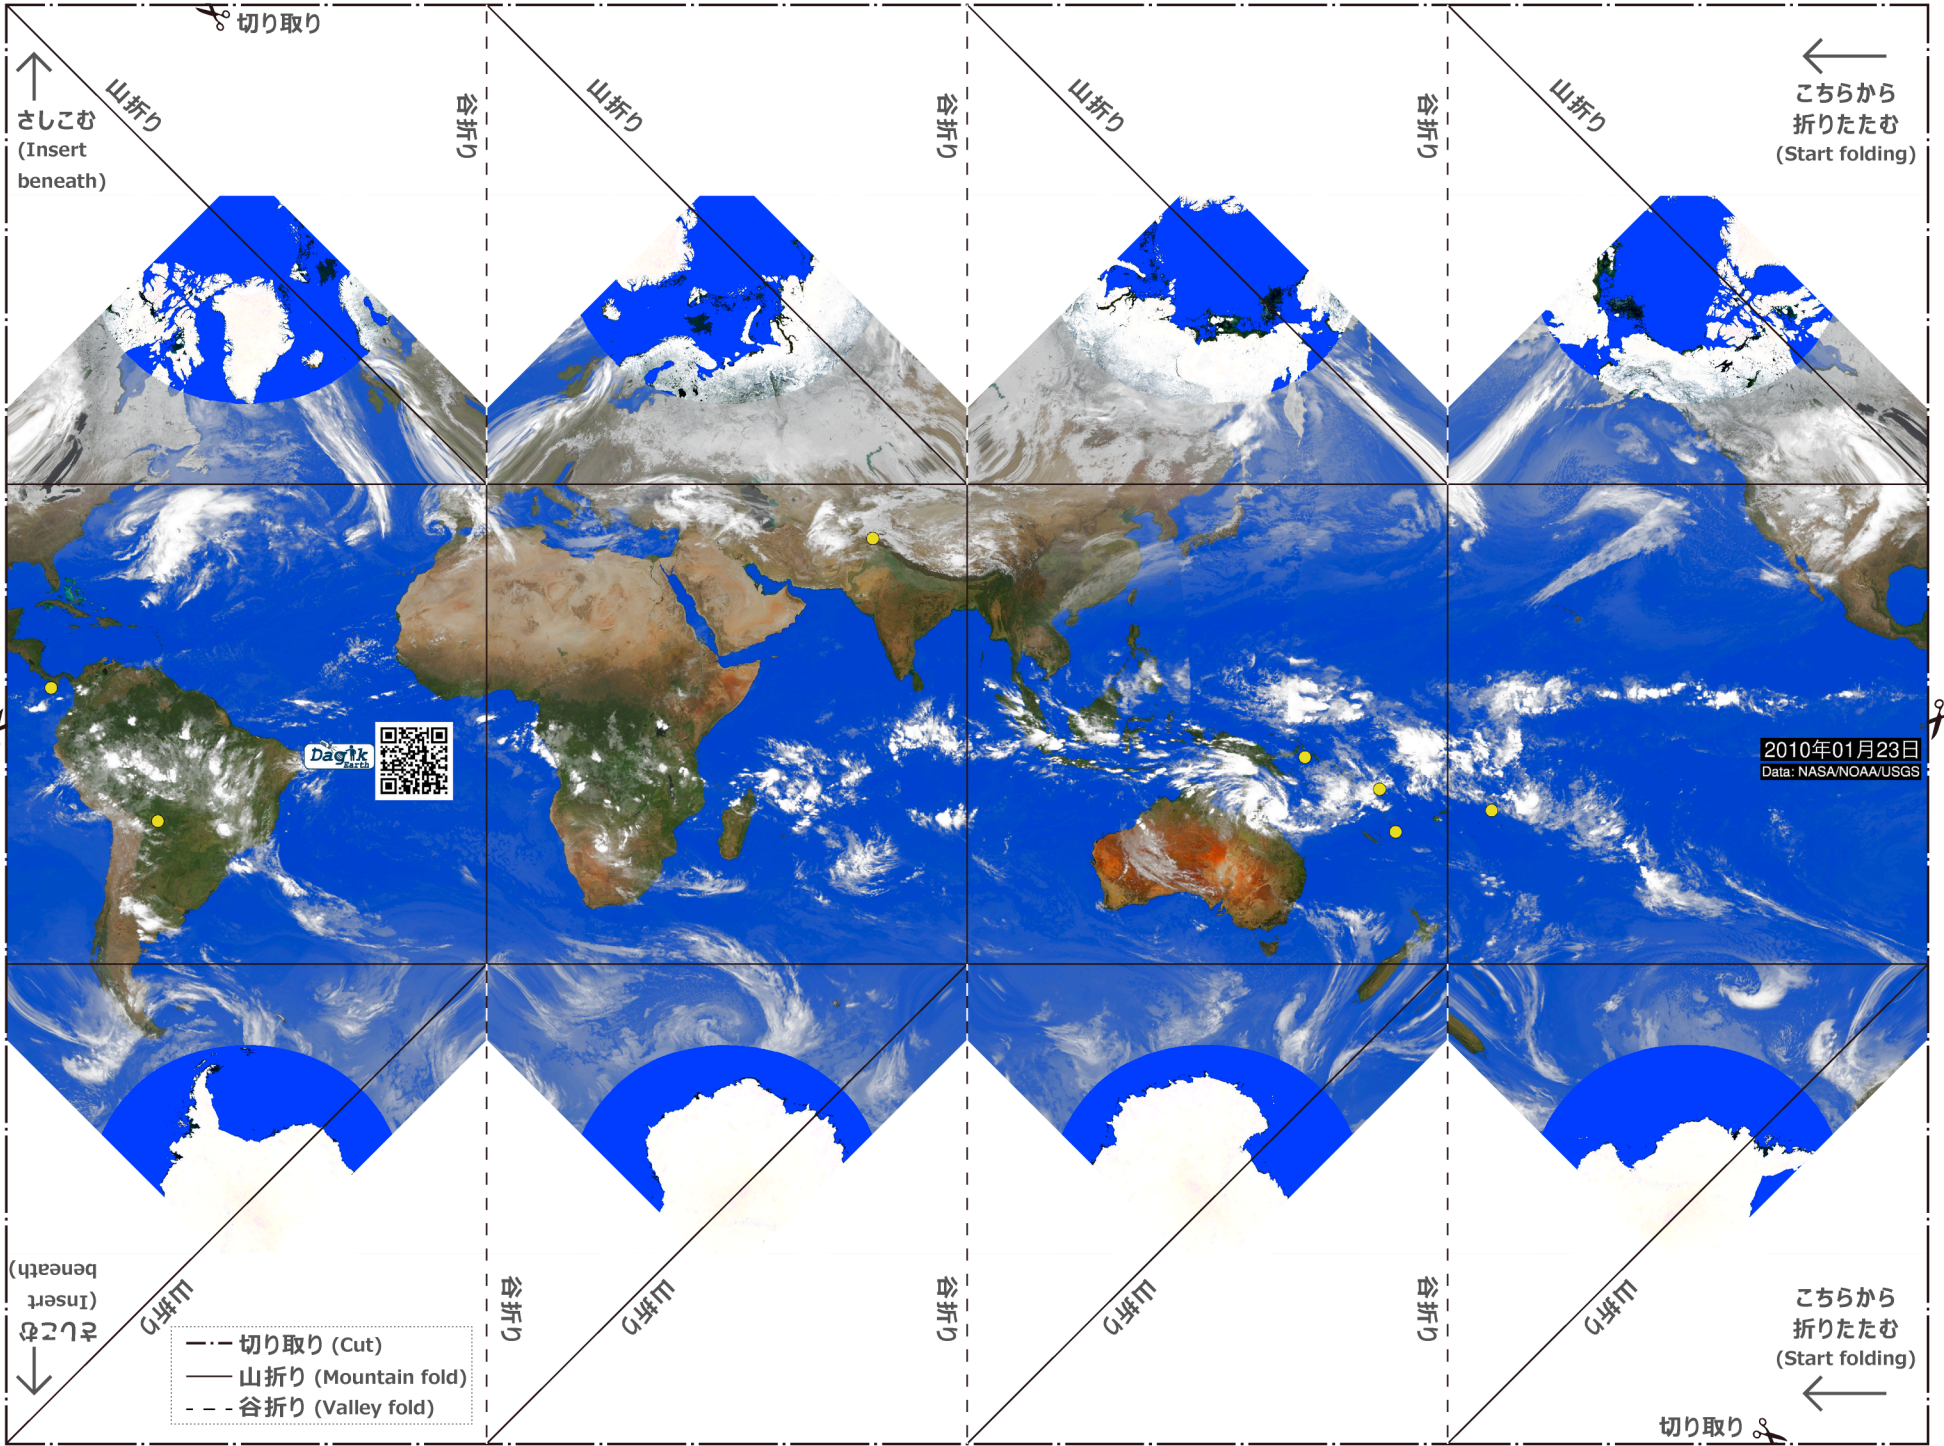 切り取り
さしこむ
(Insert
beneath)
山折り
谷折り
山折り
谷折り
山折り
谷折り
山折り
こちらから
折りたたむ
(Start folding)
Dagik
Earth
2010年01月23日
Data: NASA/NOAA/USGS
さしこむ
(Insert
beneath)
山折り
谷折り
山折り
谷折り
山折り
谷折り
山折り
こちらから
折りたたむ
(Start folding)
切り取り (Cut)
山折り (Mountain fold)
谷折り (Valley fold)
切り取り